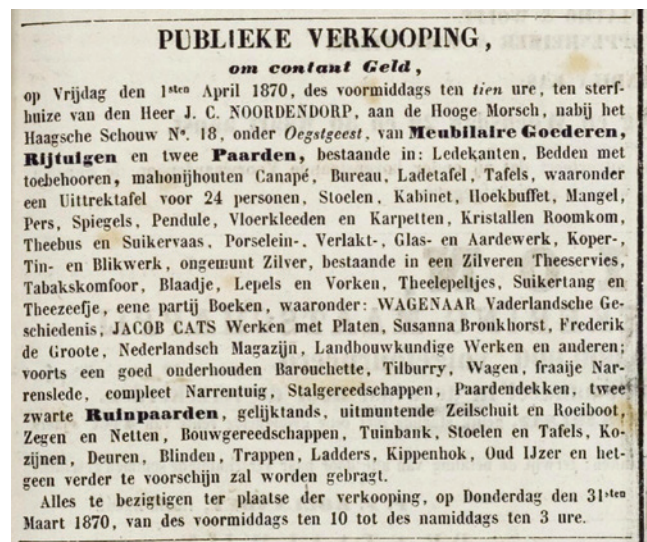 PUBLIEKE VERKOOPING,
om contant Geld,
op Vrijdag den 1sten April 1870, des voormiddags ten tien ure, ten sterf-
huize van den Heer J. C. NOORDENDORP, aan de Hooge Morsch, nabij het
Haagsche Schouw No. 18, onder Oegstgeest, van Meubilaire Goederen,
Rijtuigen en twee Paarden, bestaande in: Ledekanten, Bedden met
toebehooren, mahonijhouten Canapé, Bureau, Ladetafel, Tafels, waaronder
een Uittrektafel voor 24 personen, Stoelen, Kabinet, Hoekbuffet, Mangel,
Pers, Spiegels, Pendule, Vloerkleeden en Karpetten, Kristallen Roomkom,
Theebus en Suikervaas, Porselein-, Verlakt-, Glas- en Aardewerk, Koper-,
Tin- en Blikwerk, ongemunt Zilver, bestaande in een Zilveren Theeservies,
Tabakskomfoor, Blaadje, Lepels en Vorken, Theelepeltjes, Suikertang en
Theezeefje, eene partij Boeken, waaronder: WAGENAAR Vaderlandsche Ge-
schiedenis, JACOB CATS Werken met Platen, Susanna Bronkhorst, Frederik
de Groote, Nederlandsch Magazijn, Landbouwkundige Werken en anderen;
voorts een goed onderhouden Barouchette, Tilburry, Wagen, fraaije Nar-
renslede, compleet Narrentuig, Stalgereedschappen, Paardendekken, twee
zwarte Ruinpaarden, gelijktands, uitmuntende Zeilschuit en Roeiboot,
Zegen en Netten, Bouwgereedschappen, Tuinbank, Stoelen en Tafels, Ko-
zijnen, Deuren, Blinden, Trappen, Ladders, Kippenhok, Oud IJzer en het-
geen verder te voorschijn zal worden gebragt.
Alles te bezigtigen ter plaatse der verkooping, op Donderdag den 31sten
Maart 1870, van des voormiddags ten 10 tot des namiddags ten 3 ure.